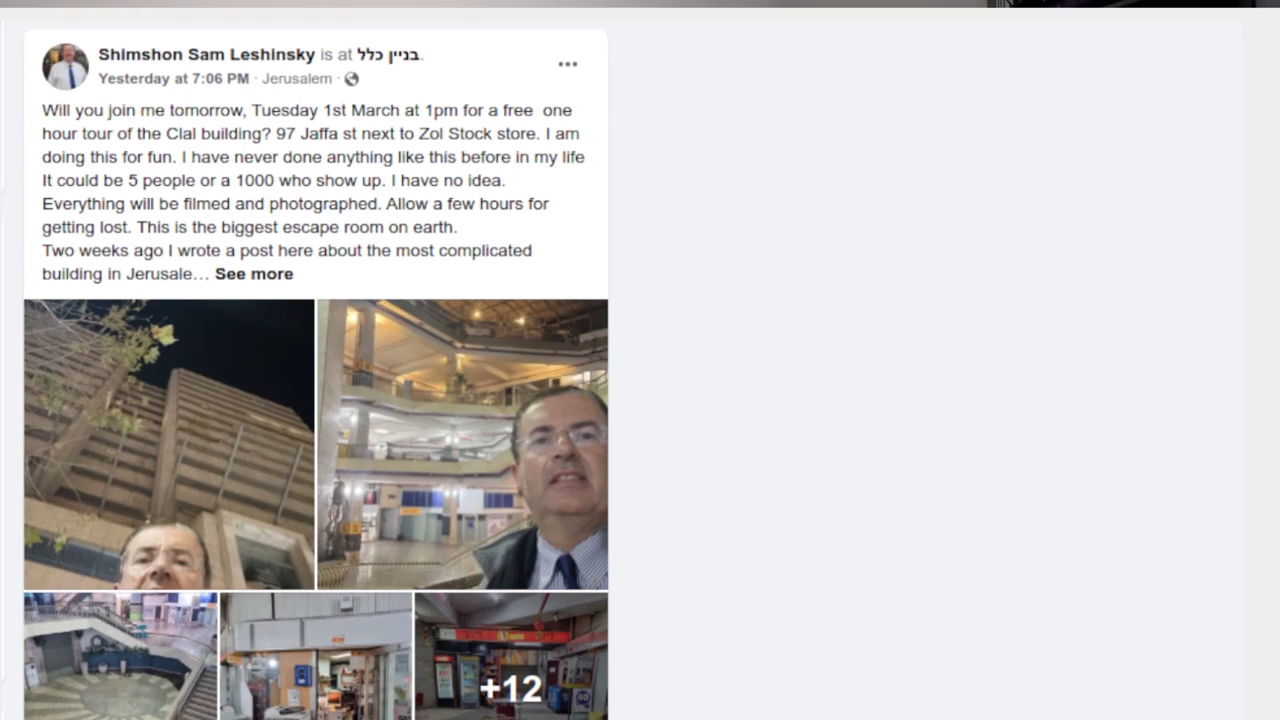 Shimshon Sam Leshinsky is at בניין כלל.
Yesterday at 7:06 PM · Jerusalem ·
Will you join me tomorrow, Tuesday 1st March at 1pm for a free one
hour tour of the Clal building? 97 Jaffa st next to Zol Stock store. I am
doing this for fun. I have never done anything like this before in my life
It could be 5 people or a 1000 who show up. I have no idea.
Everything will be filmed and photographed. Allow a few hours for
getting lost. This is the biggest escape room on earth.
Two weeks ago I wrote a post here about the most complicated
building in Jerusale… See more
+12